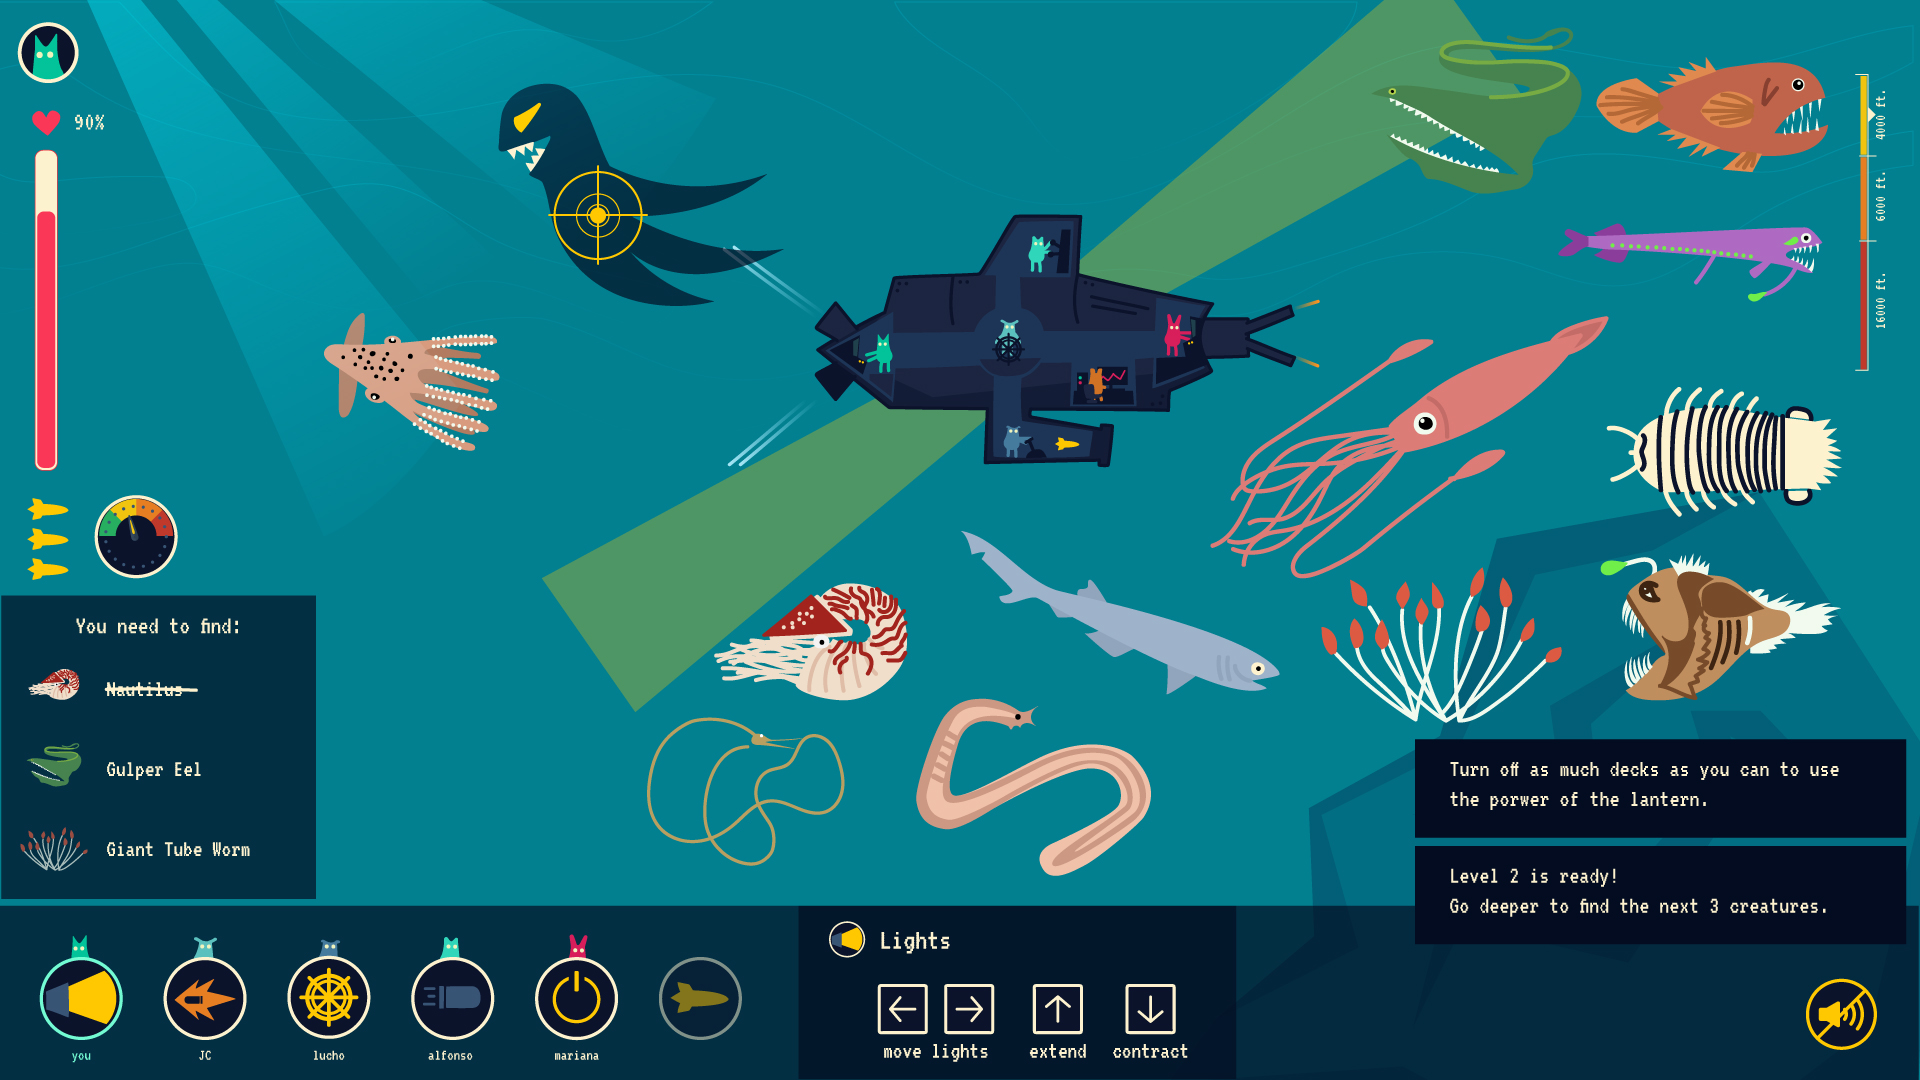 90%
4000 ft.
6000 ft.
16000 ft.
You need to find:
Nautilus
Gulper Eel
Giant Tube Worm
Turn off as much decks as you can to use
the porwer of the lantern.
Level 2 is ready!
Go deeper to find the next 3 creatures.
you
JC
lucho
alfonso
mariana
Lights
move lights
extend
contract